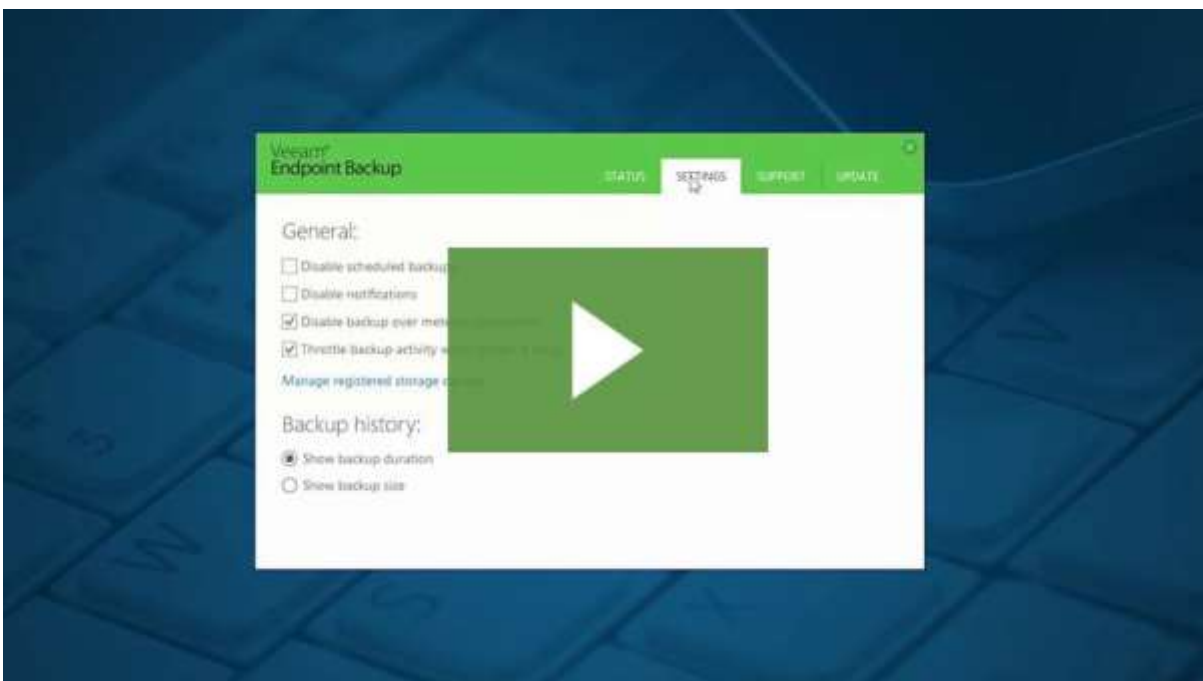 Veeam®
Endpoint Backup
STATUS SETTINGS SUPPORT UPDATE
General:
Disable scheduled backup
Disable notifications
Disable backup over
Throttle backup activity
Manage registered storage
Backup history:
Show backup duration
Show backup size
W
S
X